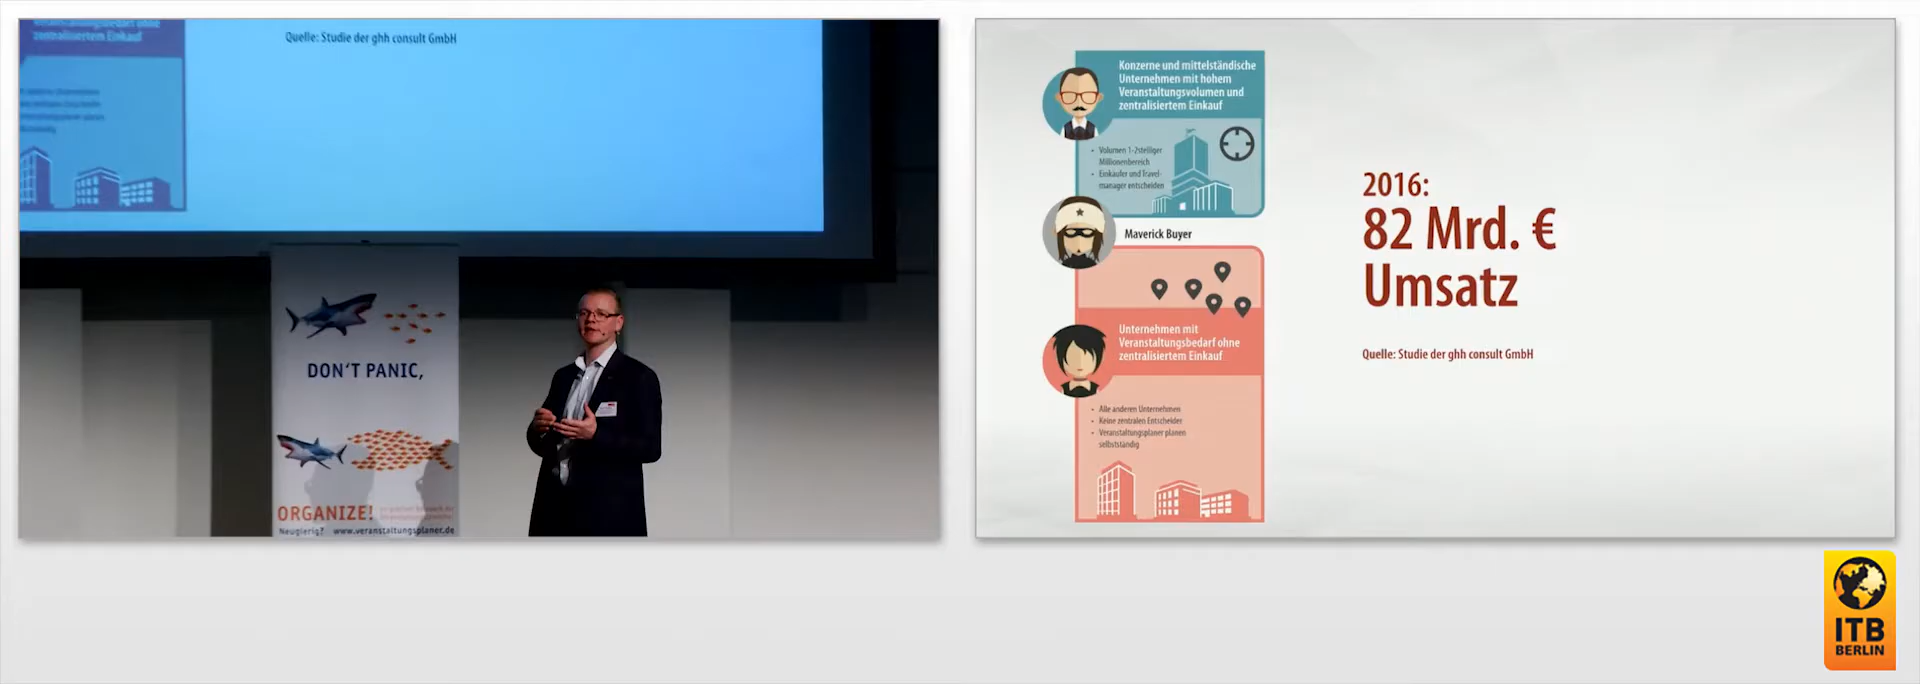 zentralisiertem Einkauf
Quelle: Studie der ghh consult GmbH
DON'T PANIC,
ORGANIZE!
Neugierig? www.veranstaltungsplaner.de
Konzerne und mittelständische
Unternehmen mit hohem
Veranstaltungsvolumen und
zentralisiertem Einkauf
• Volumen 1-2stelliger
Millionenbereich
• Einkäufer und Travel-
manager entscheiden
Maverick Buyer
Unternehmen mit
Veranstaltungsbedarf ohne
zentralisiertem Einkauf
• Alle anderen Unternehmen
• Keine zentralen Entscheider
• Veranstaltungsplaner planen
selbstständig
2016:
82 Mrd. €
Umsatz
Quelle: Studie der ghh consult GmbH
ITB
BERLIN